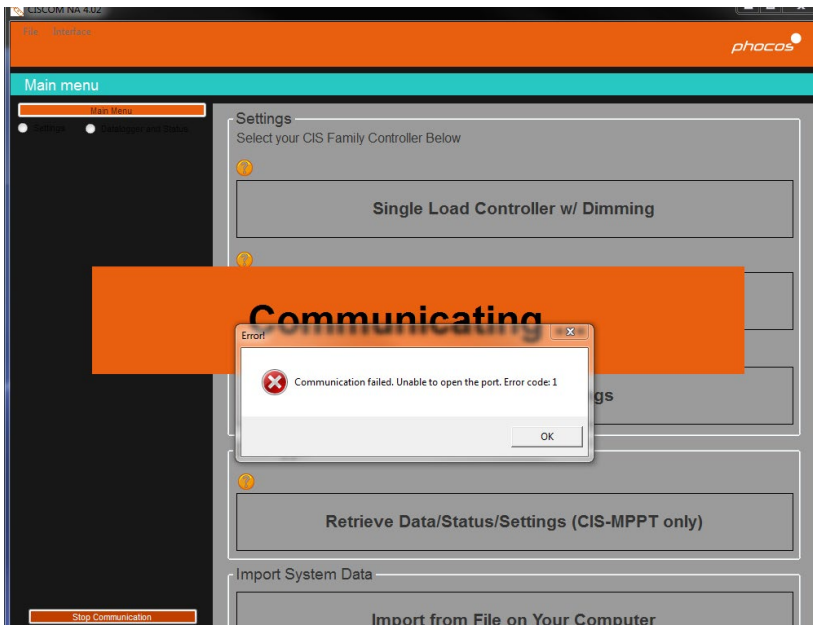 CISCOM NA 4.02
File Interface
phocos
Main menu
Main Menu
Settings Datalogger and Status
Settings
Select your CIS Family Controller Below
Single Load Controller w/ Dimming
Communicating
Error!
Communication failed. Unable to open the port. Error code: 1
gs
OK
Retrieve Data/Status/Settings (CIS-MPPT only)
Import System Data
Import from File on Your Computer
Stop Communication